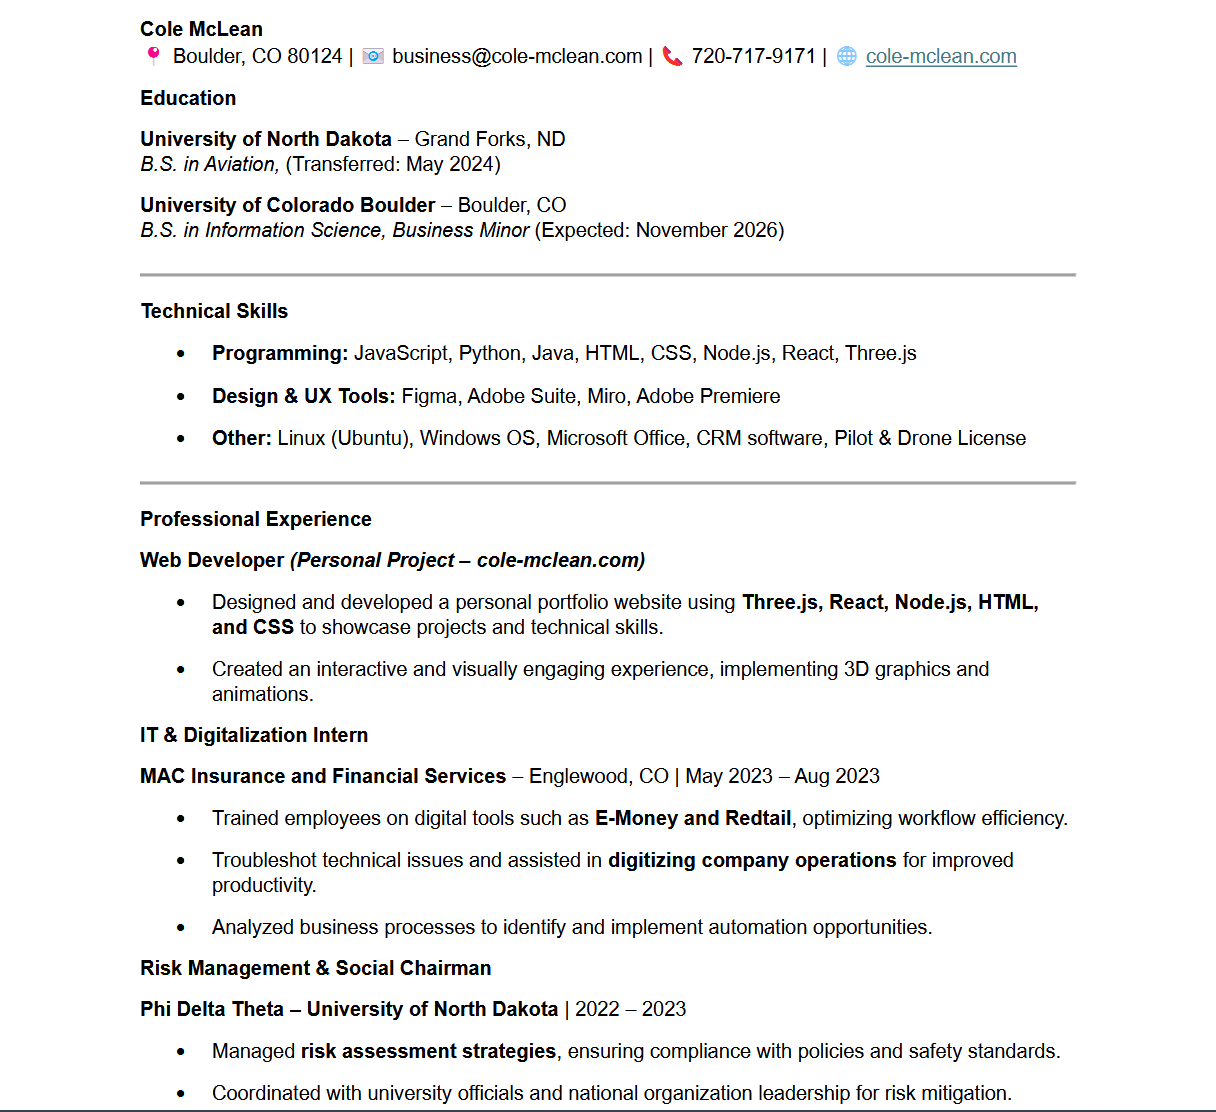 Cole McLean
📍 Boulder, CO 80124 | 📧 business@cole-mclean.com | 📞 720-717-9171 | 🌐 cole-mclean.com
Education
University of North Dakota – Grand Forks, ND
B.S. in Aviation, (Transferred: May 2024)
University of Colorado Boulder – Boulder, CO
B.S. in Information Science, Business Minor (Expected: November 2026)
Technical Skills
• Programming: JavaScript, Python, Java, HTML, CSS, Node.js, React, Three.js
• Design & UX Tools: Figma, Adobe Suite, Miro, Adobe Premiere
• Other: Linux (Ubuntu), Windows OS, Microsoft Office, CRM software, Pilot & Drone License
Professional Experience
Web Developer (Personal Project – cole-mclean.com)
• Designed and developed a personal portfolio website using Three.js, React, Node.js, HTML,
and CSS to showcase projects and technical skills.
• Created an interactive and visually engaging experience, implementing 3D graphics and
animations.
IT & Digitalization Intern
MAC Insurance and Financial Services – Englewood, CO | May 2023 – Aug 2023
• Trained employees on digital tools such as E-Money and Redtail, optimizing workflow efficiency.
• Troubleshot technical issues and assisted in digitizing company operations for improved
productivity.
• Analyzed business processes to identify and implement automation opportunities.
Risk Management & Social Chairman
Phi Delta Theta – University of North Dakota | 2022 – 2023
• Managed risk assessment strategies, ensuring compliance with policies and safety standards.
• Coordinated with university officials and national organization leadership for risk mitigation.